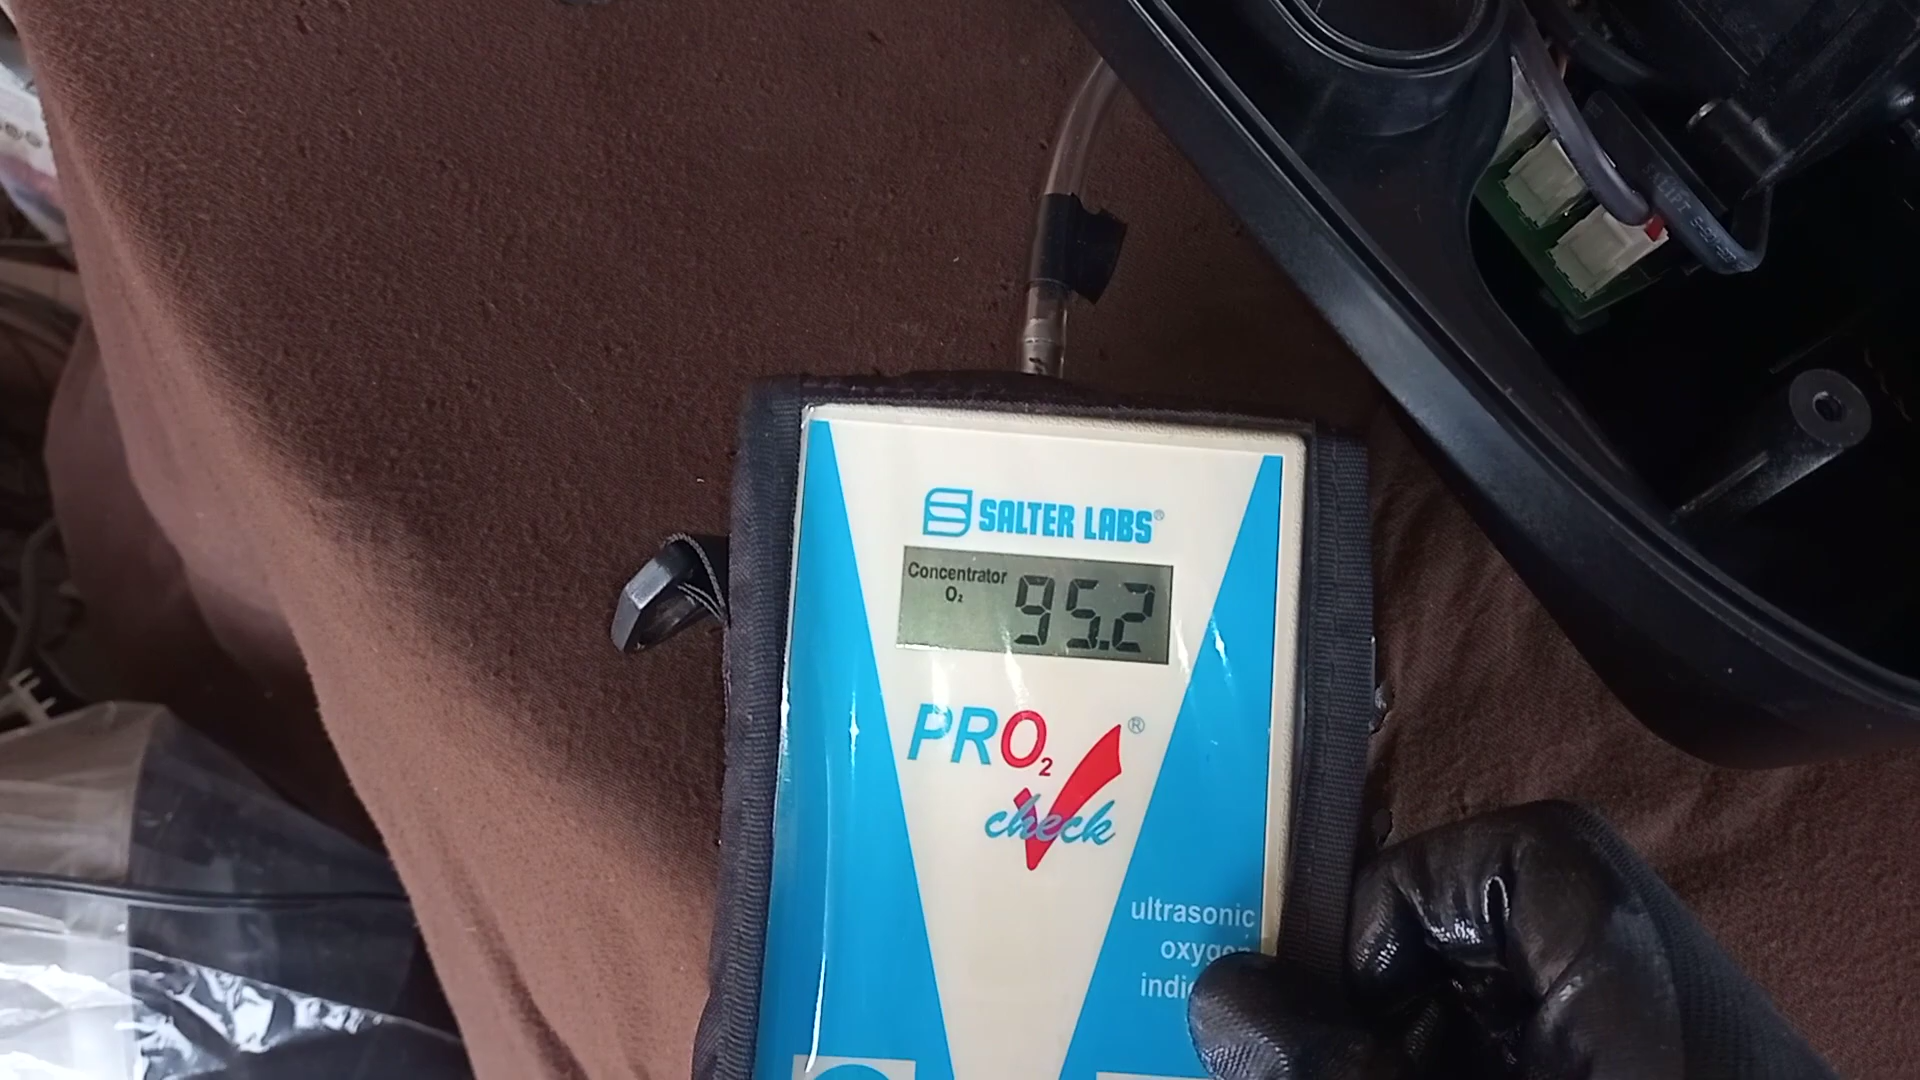 SALTER LABS®
Concentrator
O₂
95.2
PRO₂ ®
check
ultrasonic